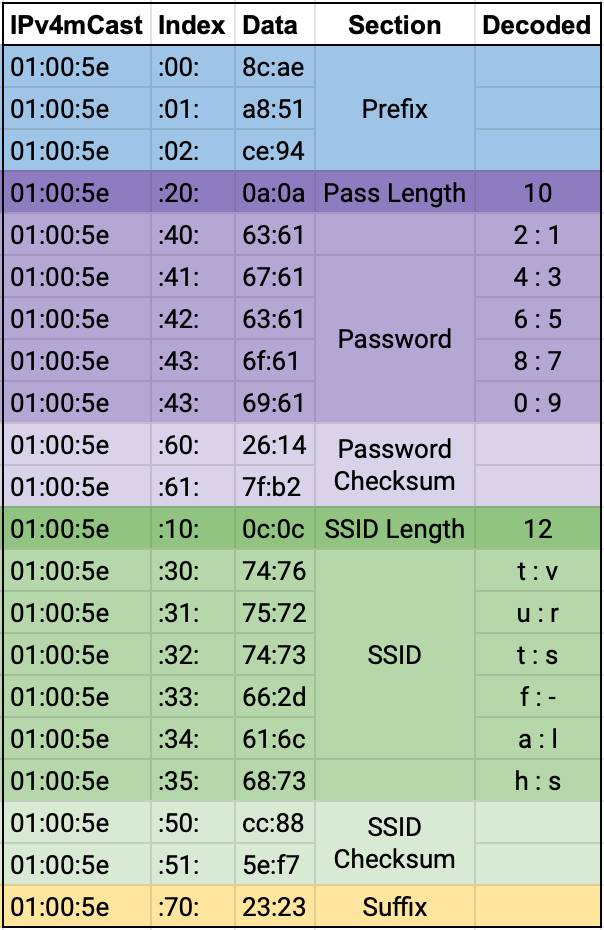 IPv4mCast Index Data Section Decoded
01:00:5e :00: 8c:ae
01:00:5e :01: a8:51 Prefix
01:00:5e :02: ce:94
01:00:5e :20: 0a:0a Pass Length 10
01:00:5e :40: 63:61 2 : 1
01:00:5e :41: 67:61 4 : 3
01:00:5e :42: 63:61 6 : 5
Password
01:00:5e :43: 6f:61 8 : 7
01:00:5e :43: 69:61 0 : 9
01:00:5e :60: 26:14 Password
01:00:5e :61: 7f:b2 Checksum
01:00:5e :10: 0c:0c SSID Length 12
01:00:5e :30: 74:76 t : v
01:00:5e :31: 75:72 u : r
01:00:5e :32: 74:73 SSID t : s
01:00:5e :33: 66:2d f : -
01:00:5e :34: 61:6c a : l
01:00:5e :35: 68:73 h : s
01:00:5e :50: cc:88 SSID
01:00:5e :51: 5e:f7 Checksum
01:00:5e :70: 23:23 Suffix